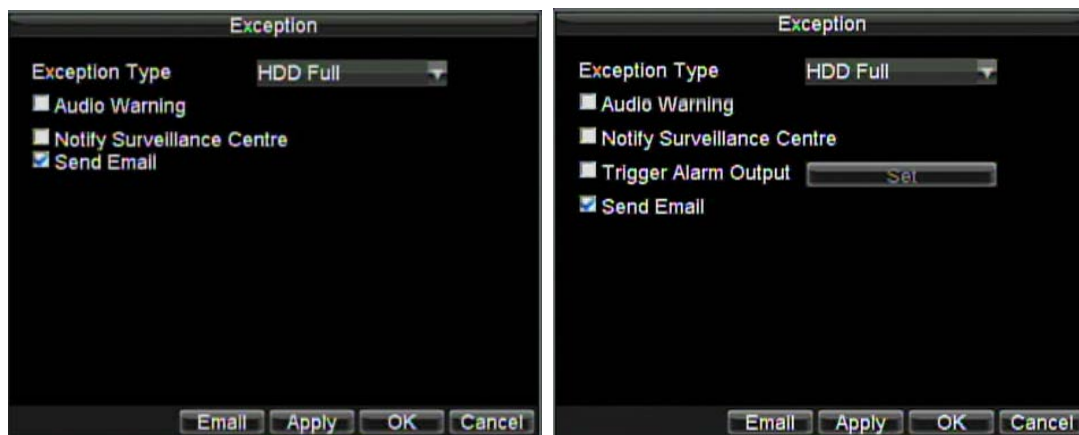 Exception
Exception Type HDD Full
Audio Warning
Notify Surveillance Centre
Send Email
Email Apply OK Cancel
Exception
Exception Type HDD Full
Audio Warning
Notify Surveillance Centre
Trigger Alarm Output Set
Send Email
Email Apply OK Cancel